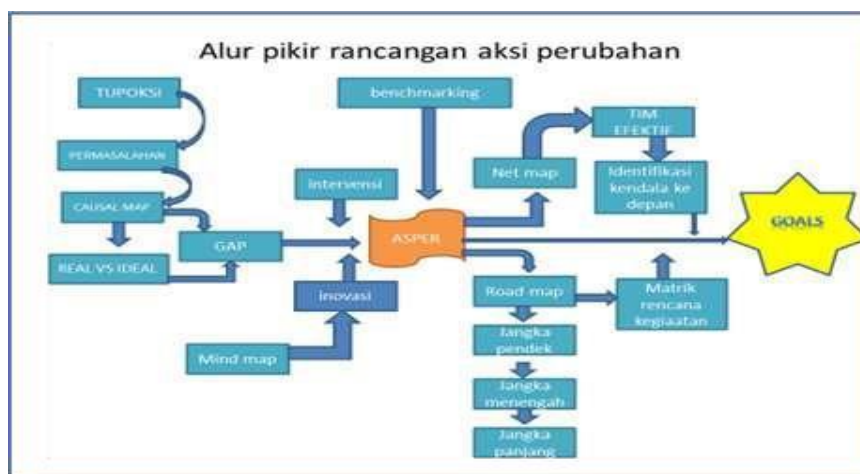 Alur pikir rancangan aksi perubahan
TUPOKSI
PERMASALAHAN
CAUSAL MAP
REAL VS IDEAL
GAP
Mind map
Intervensi
inovasi
benchmarking
ASPER
Net map
TIM
EFEKTIF
Identifikasi
kendala ke
depan
Road map
Jangka
pendek
Jangka
menengah
Jangka
panjang
Matrik
rencana
kegiaatan
GOALS